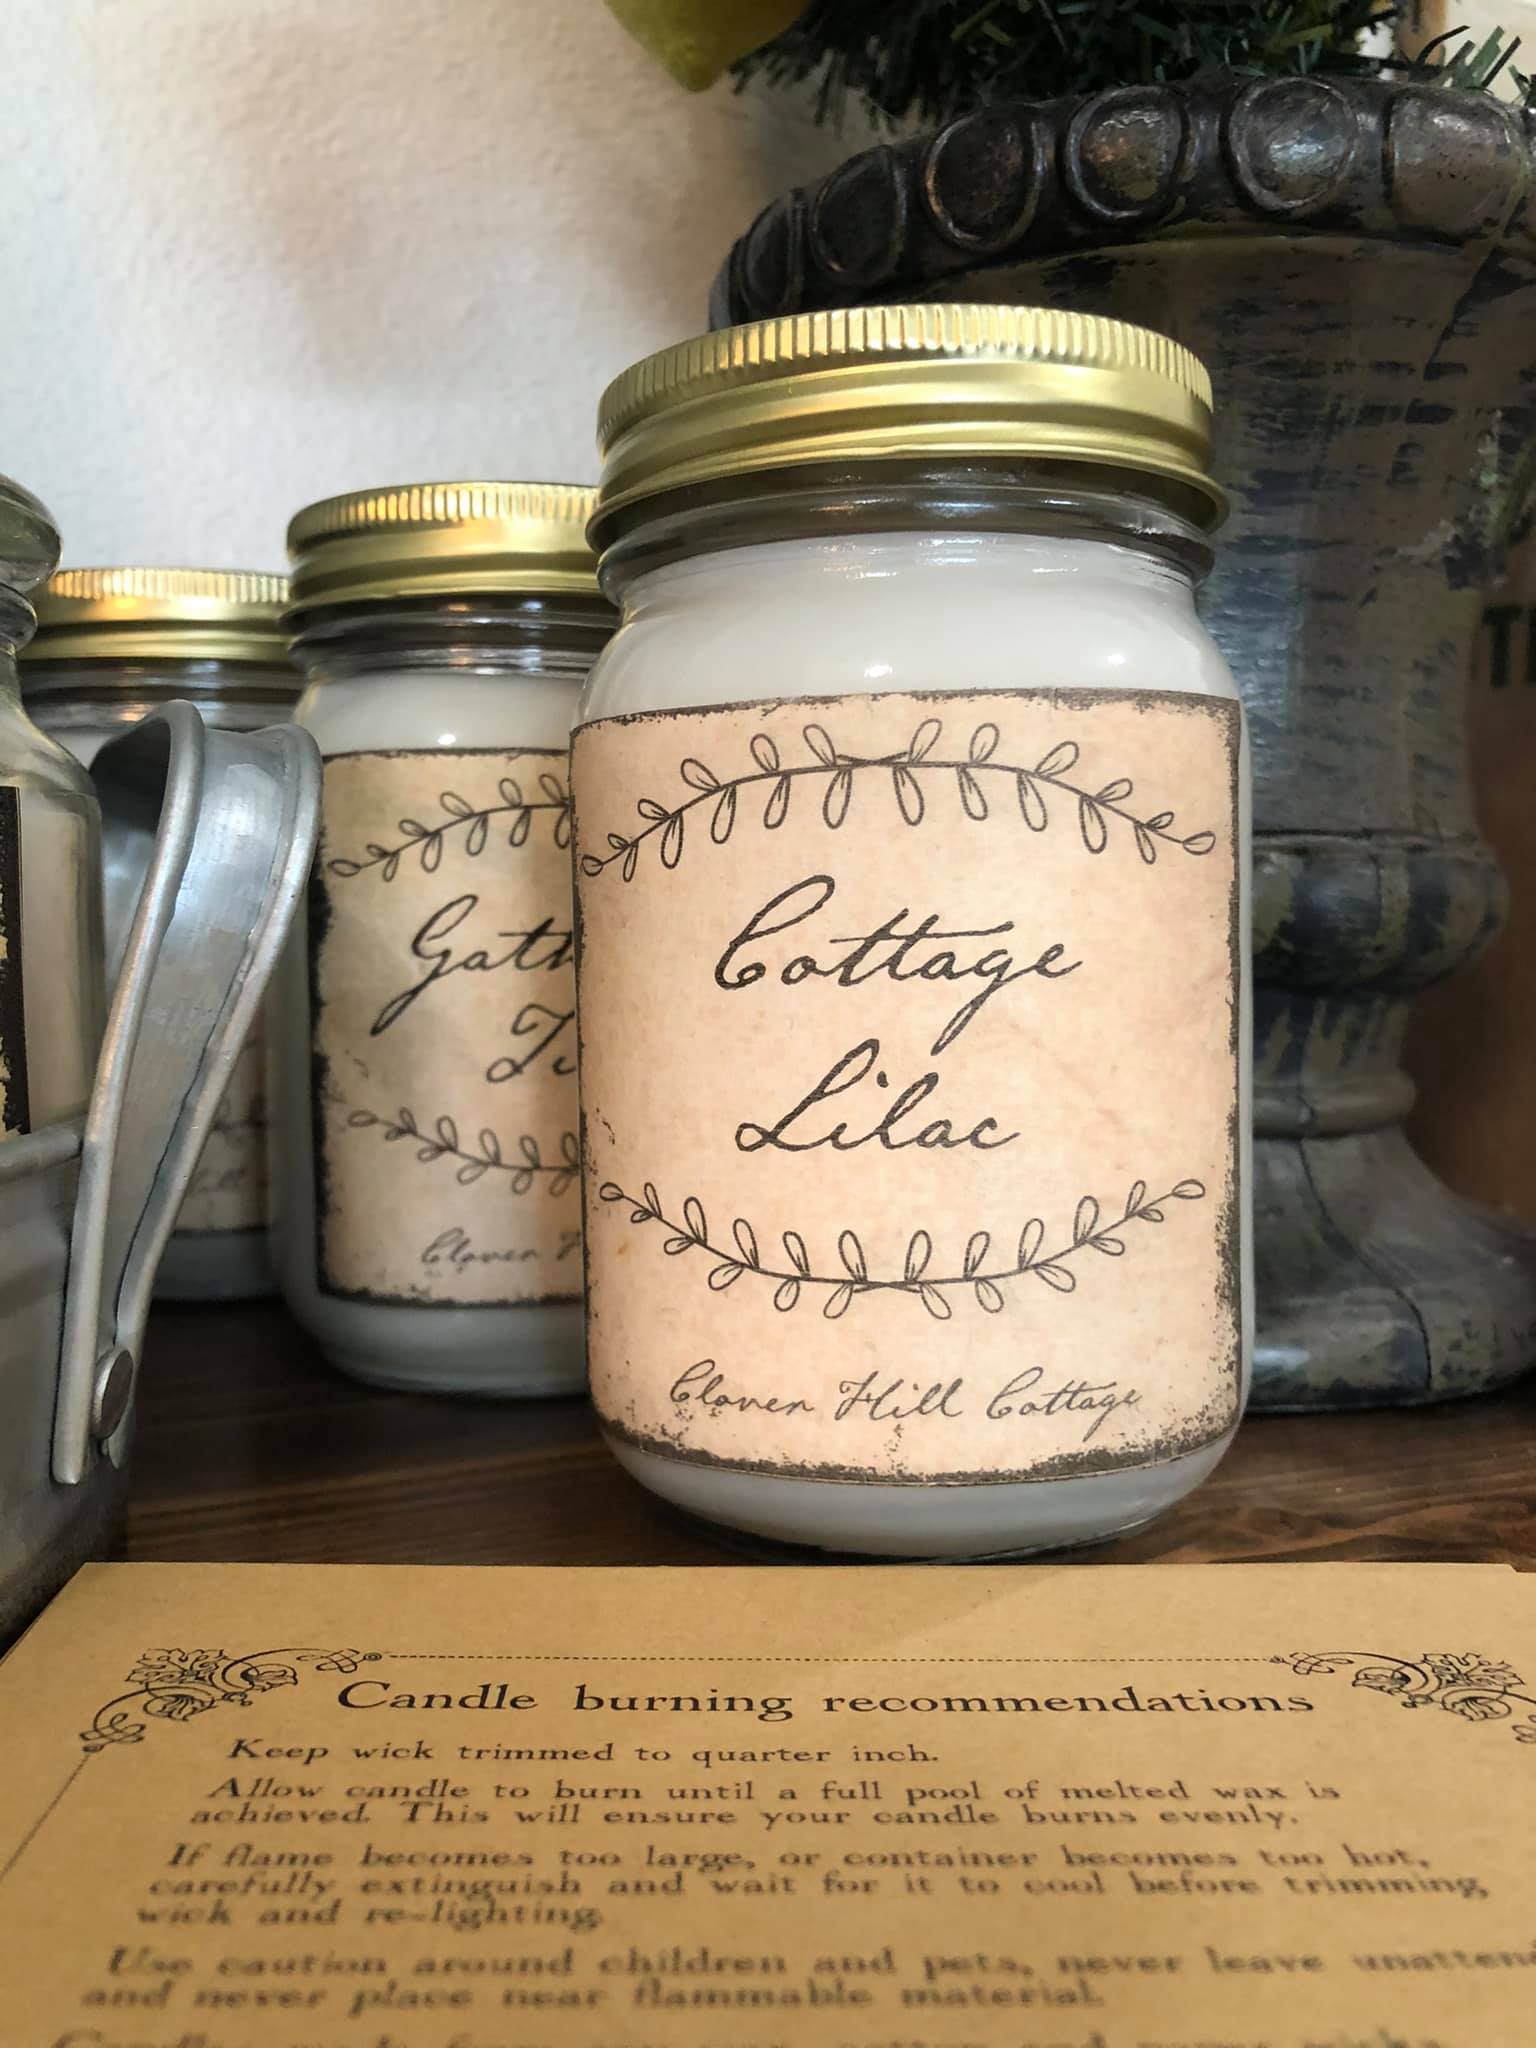 Cottage
Lilac
Clover Hill Cottage
Candle burning recommendations
Keep wick trimmed to quarter inch.
Allow candle to burn until a full pool of melted wax is
achieved. This will ensure your candle burns evenly.
If flame becomes too large, or container becomes too hot,
carefully extinguish and wait for it to cool before trimming,
wick and re-lighting.
Use caution around children and pets, never leave
and never place near flammable material.